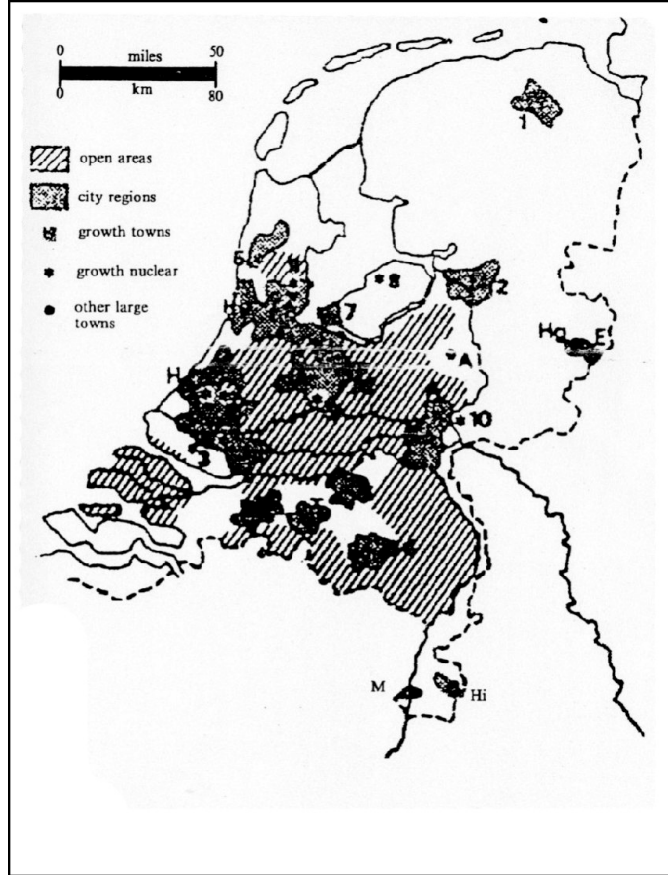 0 miles 50
0 km 80
open areas
city regions
growth towns
growth nuclear
other large
towns
1
2
8
7
Ha E
A
H
10
3
M
Hi